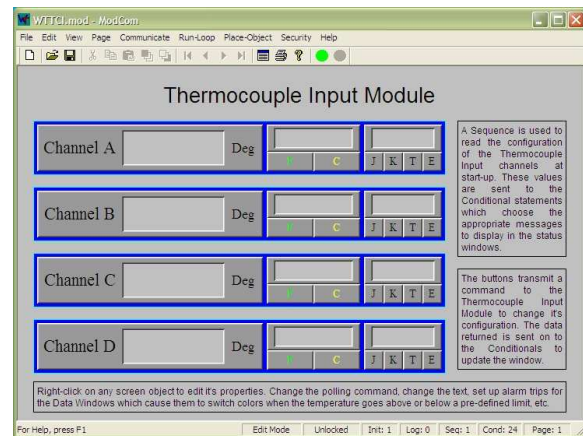 WTTCI.mod - ModCom
File Edit View Page Communicate Run-Loop Place-Object Security Help
Thermocouple Input Module
Channel A Deg C J K T E
Channel B Deg C J K T E
Channel C Deg C J K T E
Channel D Deg C J K T E
A Sequence is used to
read the configuration
of the Thermocouple
Input channels at
start-up. These values
are sent to the
Conditional statements
which choose the
appropriate messages
to display in the status
windows.
The buttons transmit a
command to the
Thermocouple Input
Module to change it's
configuration. The data
returned is sent on to
the Conditionals to
update the window.
Right-click on any screen object to edit it's properties. Change the polling command, change the text, set up alarm trips for
the Data Windows which cause them to switch colors when the temperature goes above or below a pre-defined limit, etc.
For Help, press F1 Edit Mode Unlocked Init: 1 Log: 0 Seq: 1 Cond: 24 Page: 1